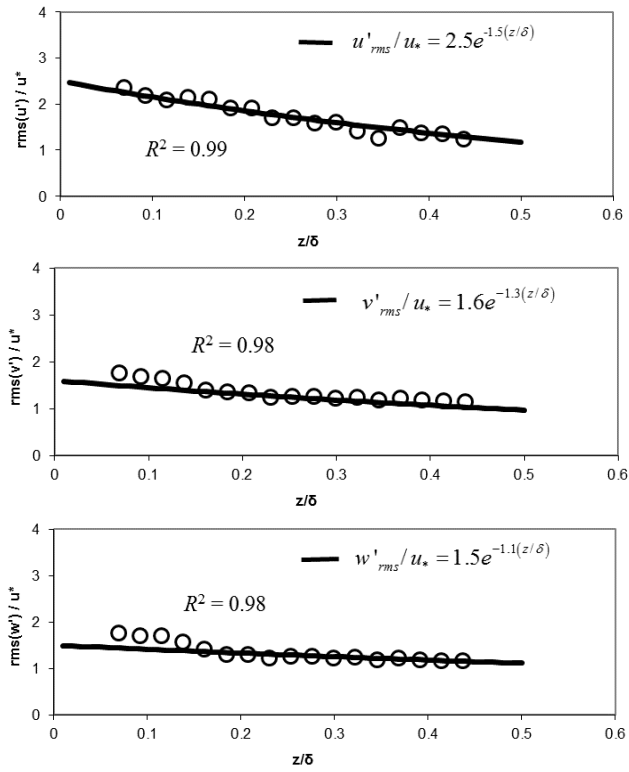 4
3
2
1
0
rms(u') / u*
u'rms/u* = 2.5e^-1.5(z/δ)
R² = 0.99
0 0.1 0.2 0.3 0.4 0.5 0.6
z/δ
4
3
2
1
0
rms(v') / u*
v'rms/u* = 1.6e^−1.3(z/δ)
R² = 0.98
0 0.1 0.2 0.3 0.4 0.5 0.6
z/δ
4
3
2
1
0
rms(w') / u*
w'rms/u* = 1.5e^−1.1(z/δ)
R² = 0.98
0 0.1 0.2 0.3 0.4 0.5 0.6
z/δ